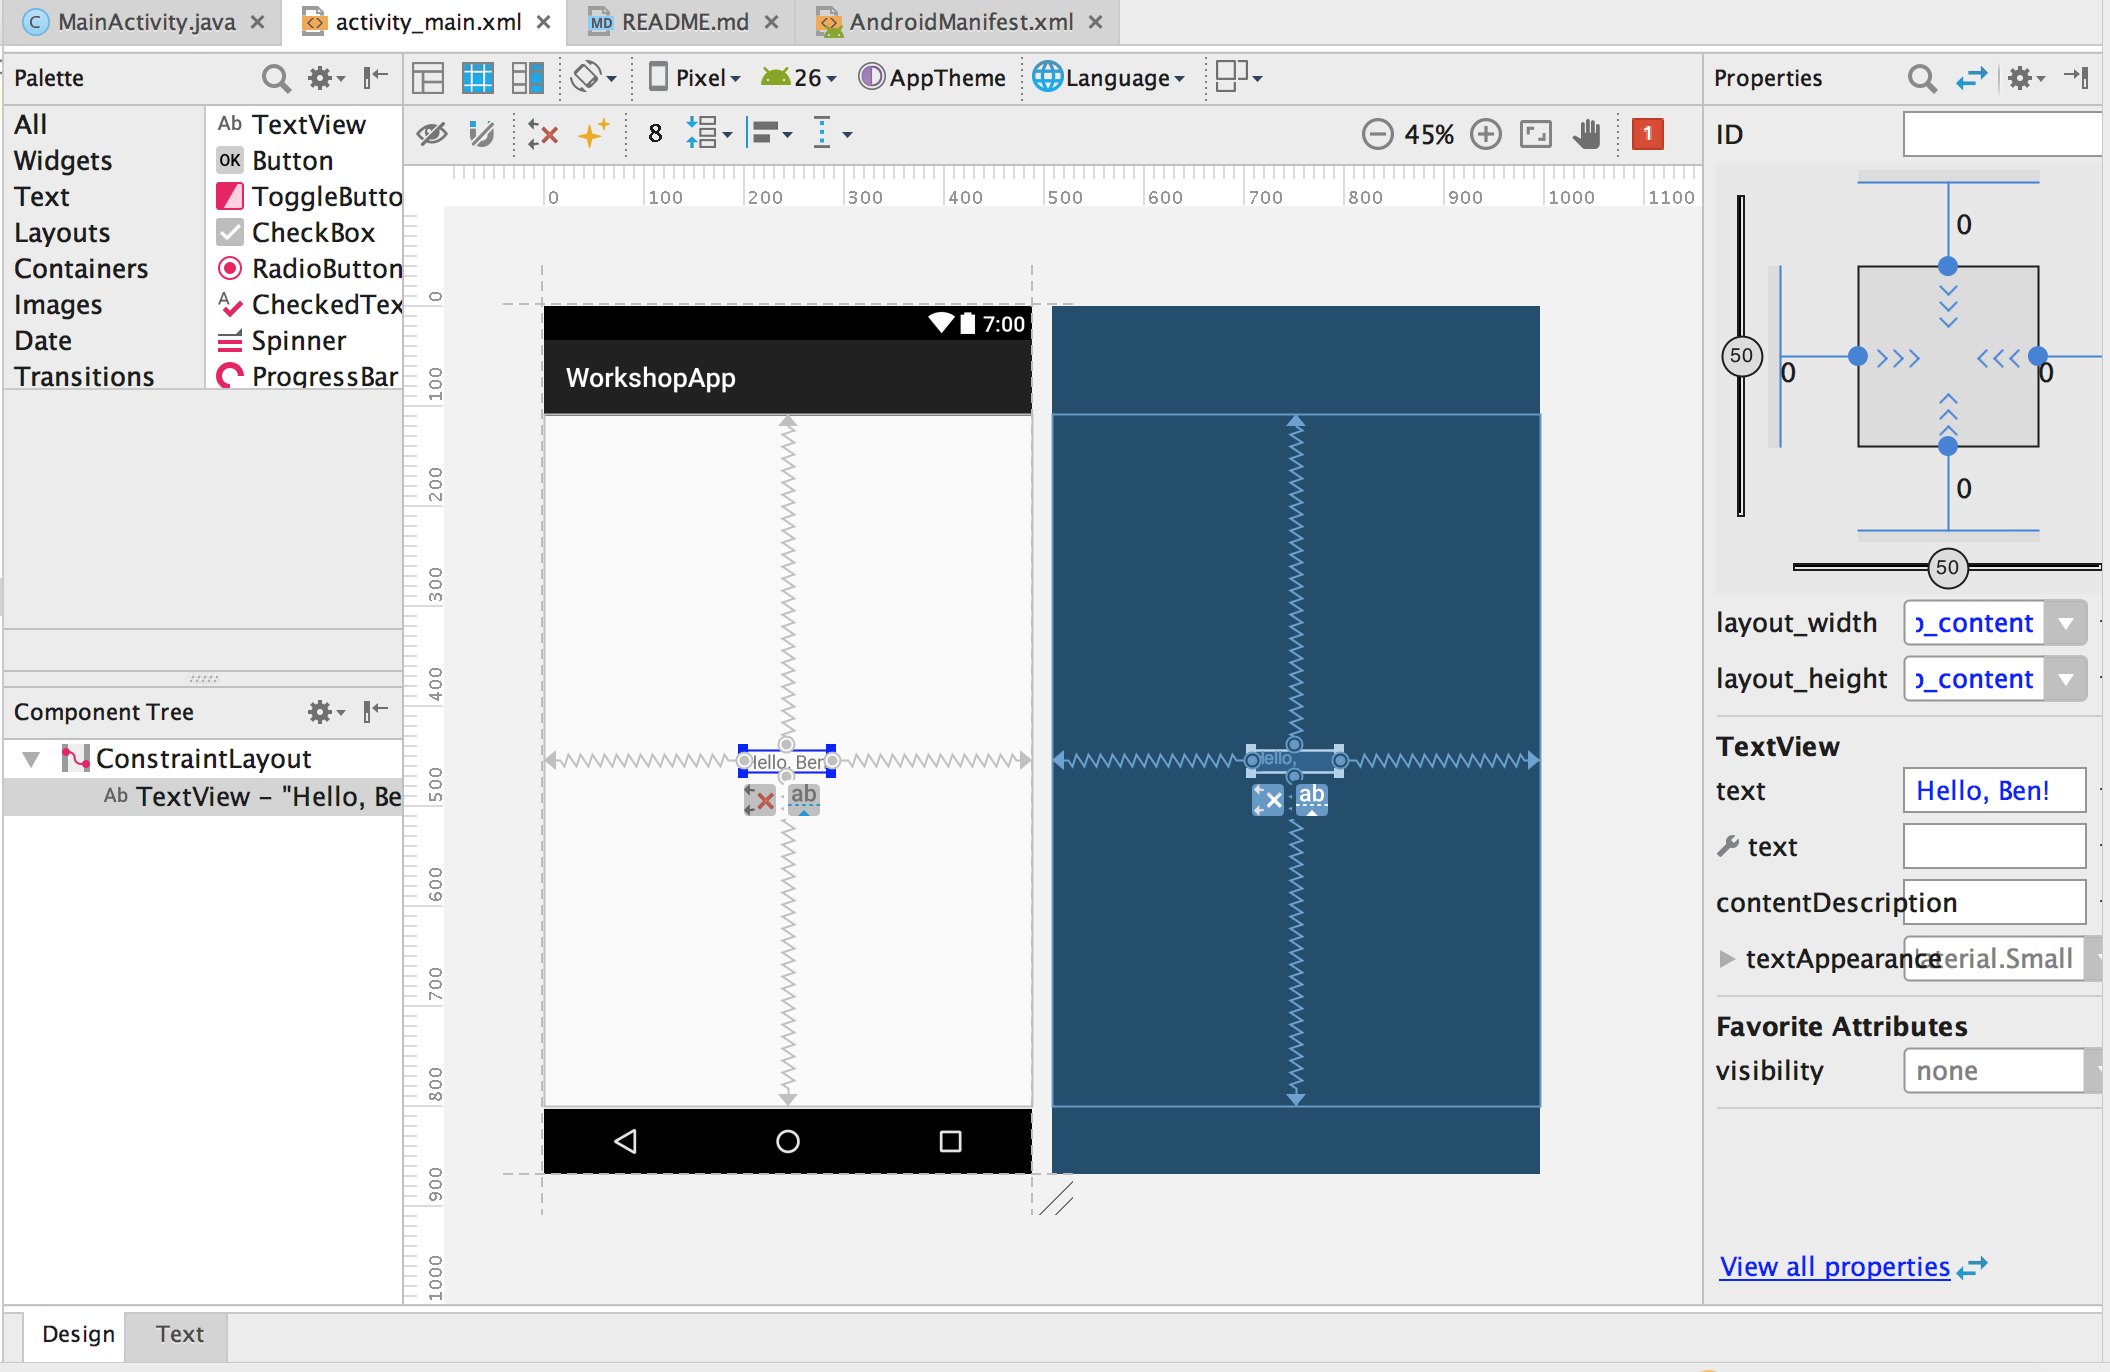 MainActivity.java
activity_main.xml
README.md
AndroidManifest.xml
Palette
Pixel
26
AppTheme
Language
Properties
All
Widgets
Text
Layouts
Containers
Images
Date
Transitions
Ab TextView
OK Button
ToggleButto
CheckBox
RadioButton
CheckedTex
Spinner
ProgressBar
8
45%
1
0 100 200 300 400 500 600 700 800 900 1000 1100
0
100
200
300
400
500
600
700
800
900
1000
7:00
WorkshopApp
Hello, Ben
ab
Hello,
ab
Component Tree
ConstraintLayout
Ab TextView – "Hello, Be
ID
0
50
0
0
0
50
layout_width
_content
layout_height
_content
TextView
text
Hello, Ben!
text
contentDescription
textAppearance
aterial.Small
Favorite Attributes
visibility
none
View all properties
Design
Text